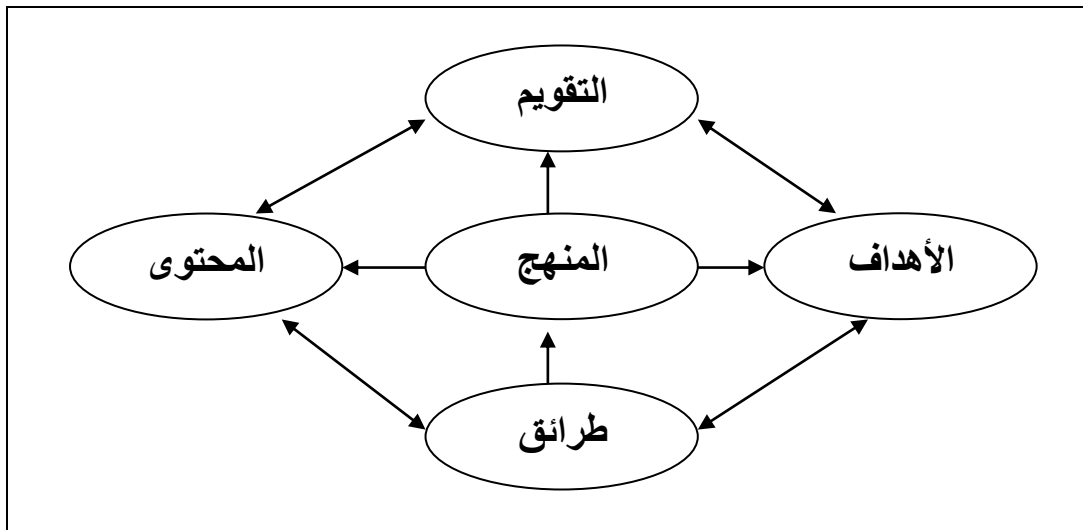 التقويم
الأهداف
المنهج
المحتوى
طرائق